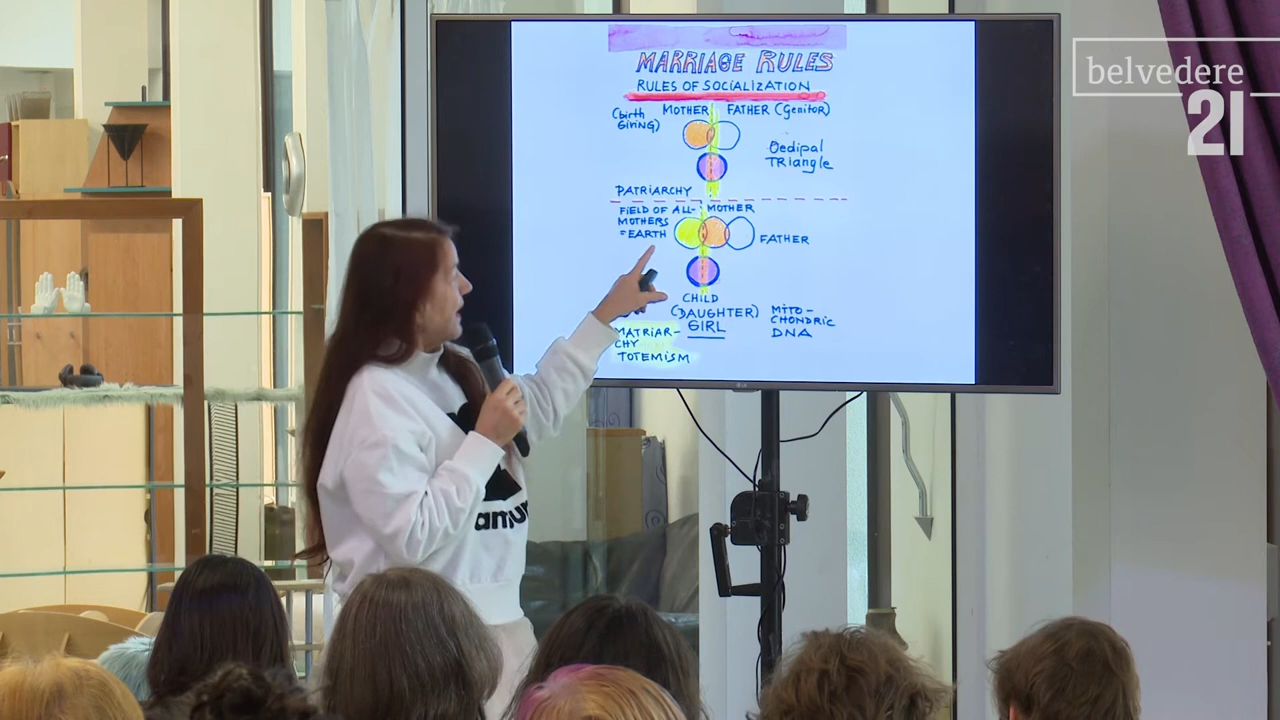 MARRIAGE RULES
RULES OF SOCIALIZATION
(birth GIVING)
MOTHER
FATHER (Genitor)
Oedipal
TRiangle
PATRIARCHY
FIELD OF ALL-
MOTHERS
=EARTH
MOTHER
FATHER
CHILD
(DAUGHTER)
GIRL
MITO-
CHONDRIC
DNA
MATRIAR-
CHY
TOTEMISM
belvedere
21
LG